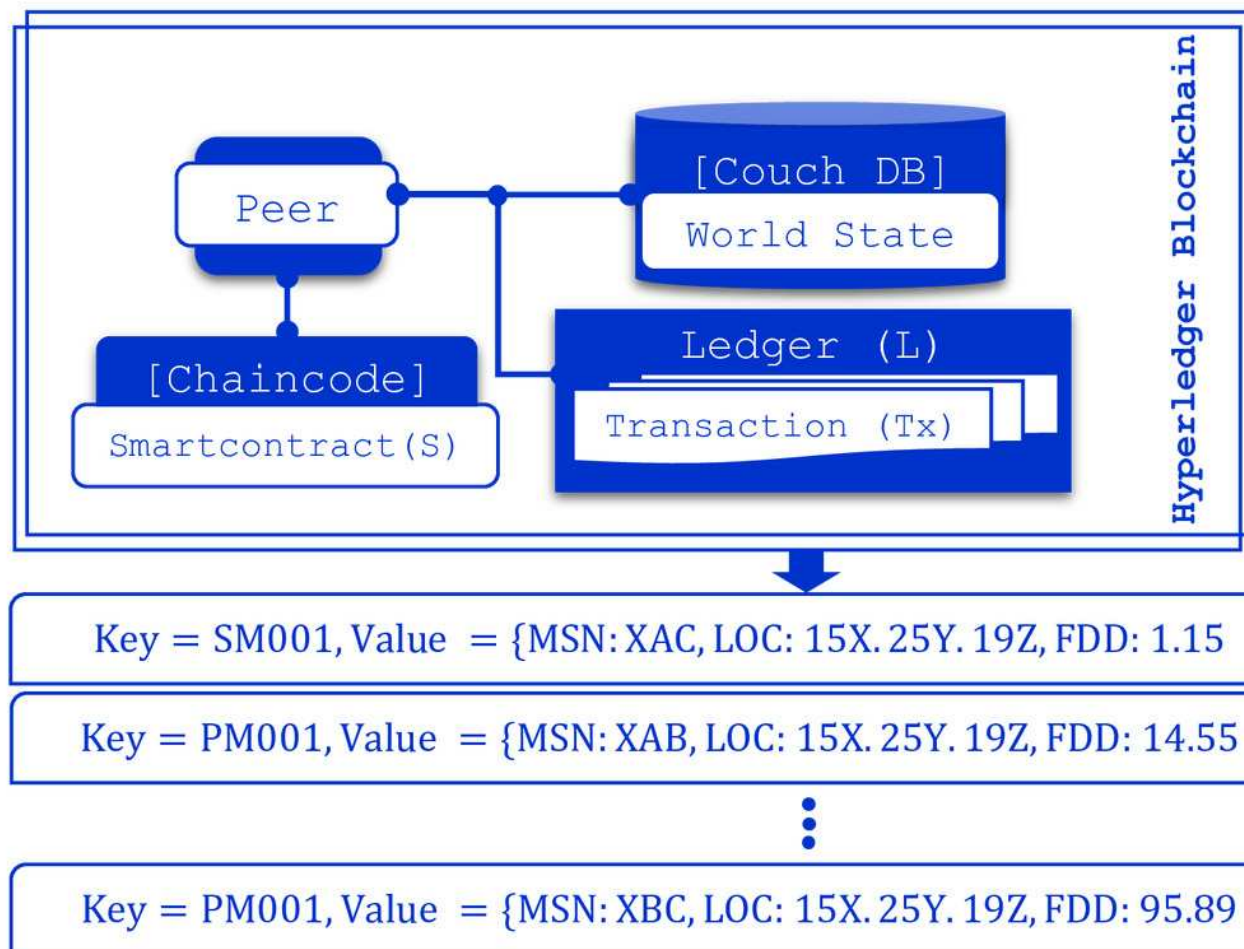 Hyperledger Blockchain
Peer
[Couch DB]
World State
[Chaincode]
Smartcontract(S)
Ledger (L)
Transaction (Tx)
Key = SM001, Value = {MSN: XAC, LOC: 15X. 25Y. 19Z, FDD: 1.15
Key = PM001, Value = {MSN: XAB, LOC: 15X. 25Y. 19Z, FDD: 14.55
Key = PM001, Value = {MSN: XBC, LOC: 15X. 25Y. 19Z, FDD: 95.89